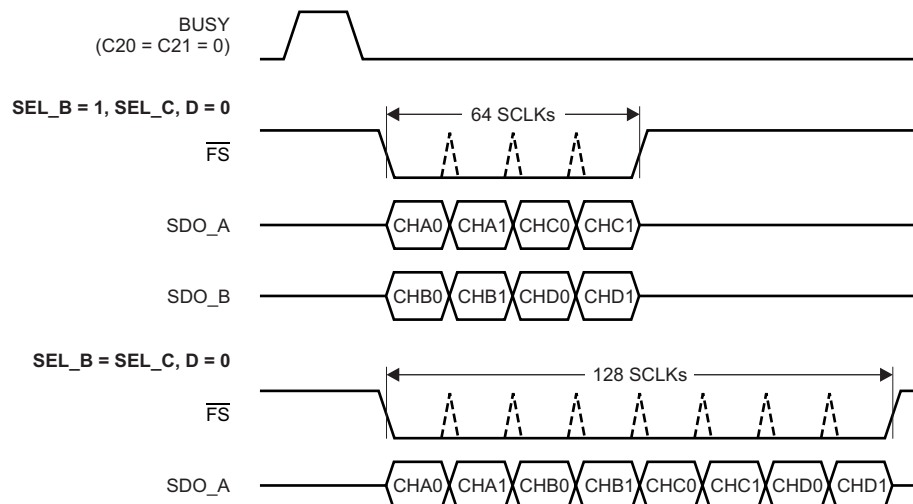 BUSY
(C20 = C21 = 0)
SEL_B = 1, SEL_C, D = 0
64 SCLKs
FS
SDO_A
CHA0 CHA1 CHC0 CHC1
SDO_B
CHB0 CHB1 CHD0 CHD1
SEL_B = SEL_C, D = 0
128 SCLKs
FS
SDO_A
CHA0 CHA1 CHB0 CHB1 CHC0 CHC1 CHD0 CHD1